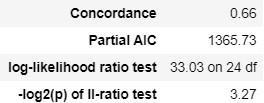 Concordance 0.66
Partial AIC 1365.73
log-likelihood ratio test 33.03 on 24 df
-log2(p) of ll-ratio test 3.27